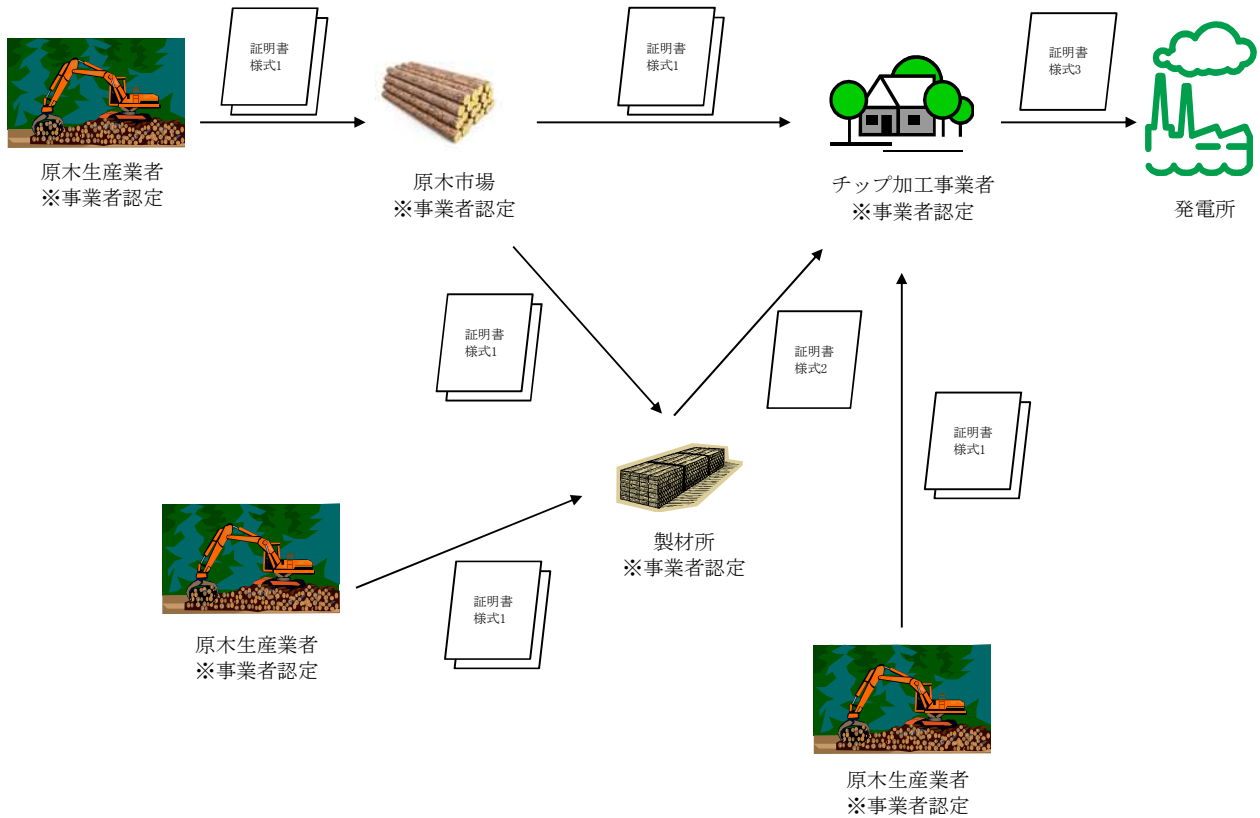 証明書
様式1
証明書
様式1
証明書
様式3
原木生産業者
※事業者認定
原木市場
※事業者認定
チップ加工事業者
※事業者認定
発電所
証明書
様式1
証明書
様式2
証明書
様式1
製材所
※事業者認定
証明書
様式1
原木生産業者
※事業者認定
原木生産業者
※事業者認定